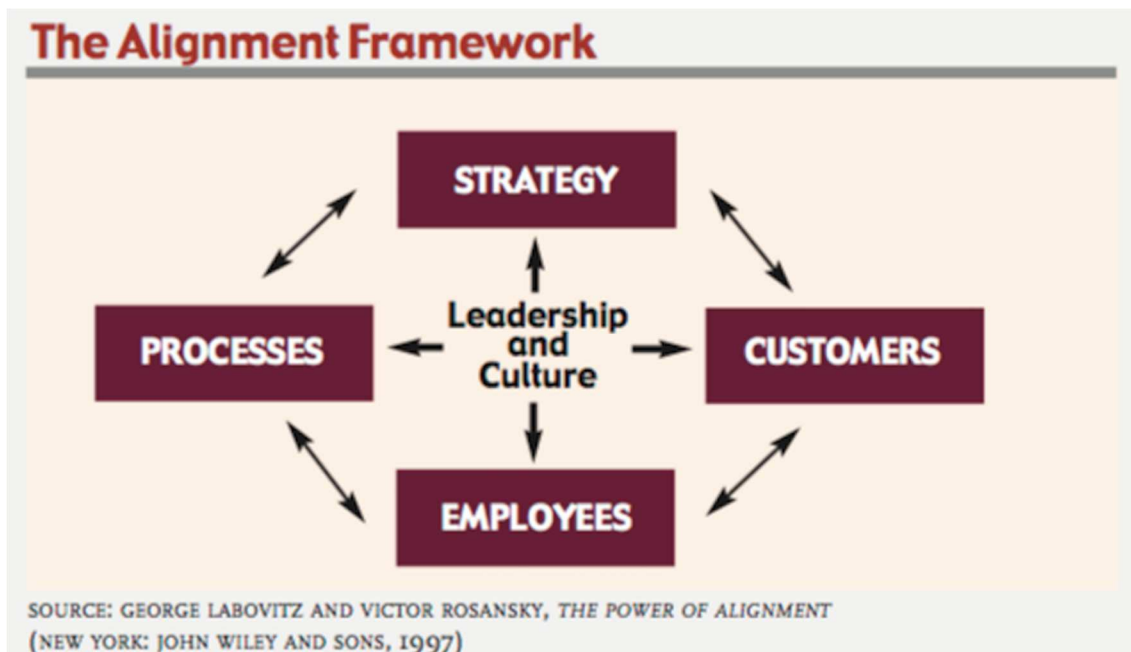 The Alignment Framework
STRATEGY
PROCESSES
Leadership
and
Culture
CUSTOMERS
EMPLOYEES
SOURCE: GEORGE LABOVITZ AND VICTOR ROSANSKY, THE POWER OF ALIGNMENT
(NEW YORK: JOHN WILEY AND SONS, 1997)